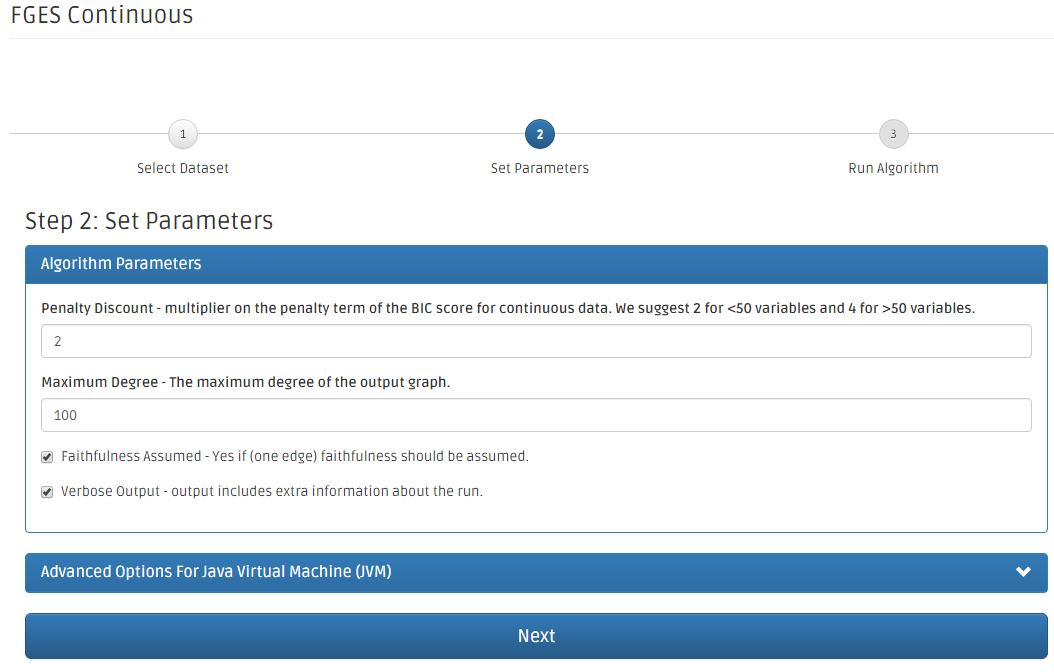 FGES Continuous
1
2
3
Select Dataset
Set Parameters
Run Algorithm
Step 2: Set Parameters
Algorithm Parameters
Penalty Discount - multiplier on the penalty term of the BIC score for continuous data. We suggest 2 for <50 variables and 4 for >50 variables.
2
Maximum Degree - The maximum degree of the output graph.
100
Faithfulness Assumed - Yes if (one edge) faithfulness should be assumed.
Verbose Output - output includes extra information about the run.
Advanced Options For Java Virtual Machine (JVM)
Next